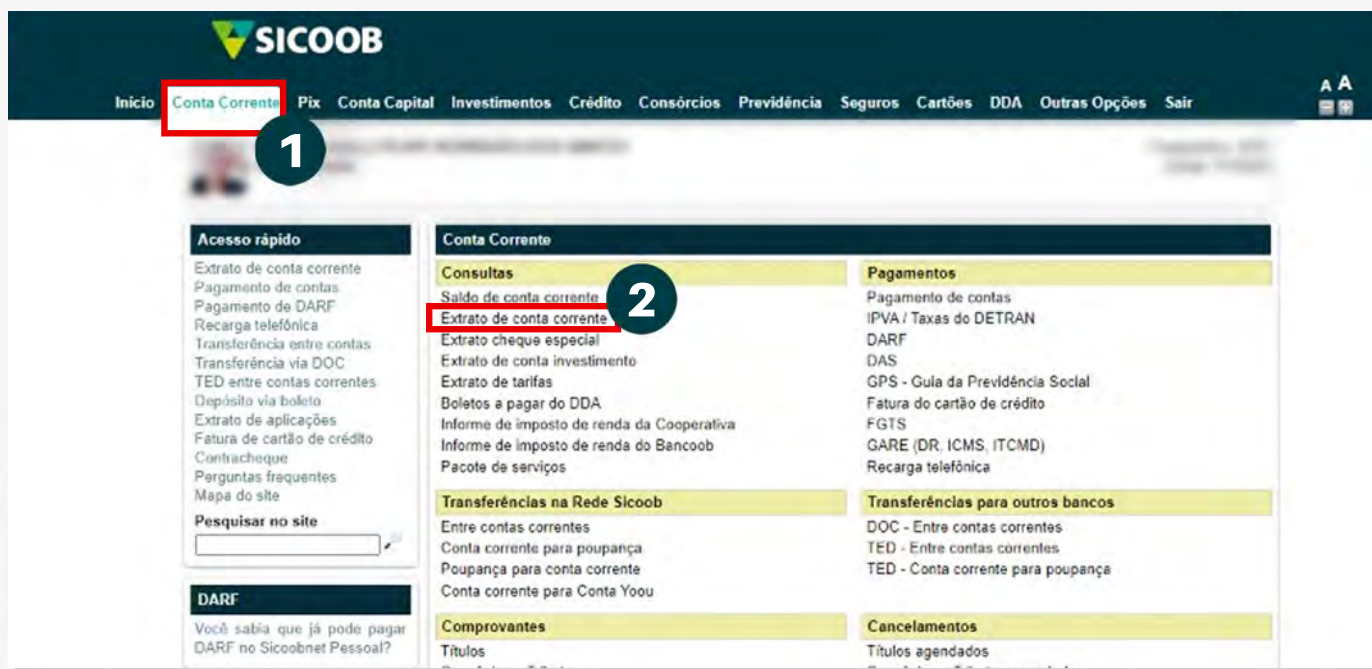 SICOOB
A A
Início Conta Corrente Pix Conta Capital Investimentos Crédito Consórcios Previdência Seguros Cartões DDA Outras Opções Sair
1
Acesso rápido
Extrato de conta corrente
Pagamento de contas
Pagamento de DARF
Recarga telefônica
Transferência entre contas
Transferência via DOC
TED entre contas correntes
Depósito via boleto
Extrato de aplicações
Fatura de cartão de crédito
Contracheque
Perguntas frequentes
Mapa do site
Pesquisar no site
DARF
Você sabia que já pode pagar
DARF no Sicoobnet Pessoal?
Conta Corrente
Consultas
2
Saldo de conta corrente
Extrato de conta corrente
Extrato cheque especial
Extrato de conta investimento
Extrato de tarifas
Boletos a pagar do DDA
Informe de imposto de renda da Cooperativa
Informe de imposto de renda do Bancoob
Pacote de serviços
Pagamentos
Pagamento de contas
IPVA / Taxas do DETRAN
DARF
DAS
GPS - Guia da Previdência Social
Fatura do cartão de crédito
FGTS
GARE (DR, ICMS, ITCMD)
Recarga telefônica
Transferências na Rede Sicoob
Entre contas correntes
Conta corrente para poupança
Poupança para conta corrente
Conta corrente para Conta Yoou
Transferências para outros bancos
DOC - Entre contas correntes
TED - Entre contas correntes
TED - Conta corrente para poupança
Comprovantes
Títulos
Cancelamentos
Títulos agendados